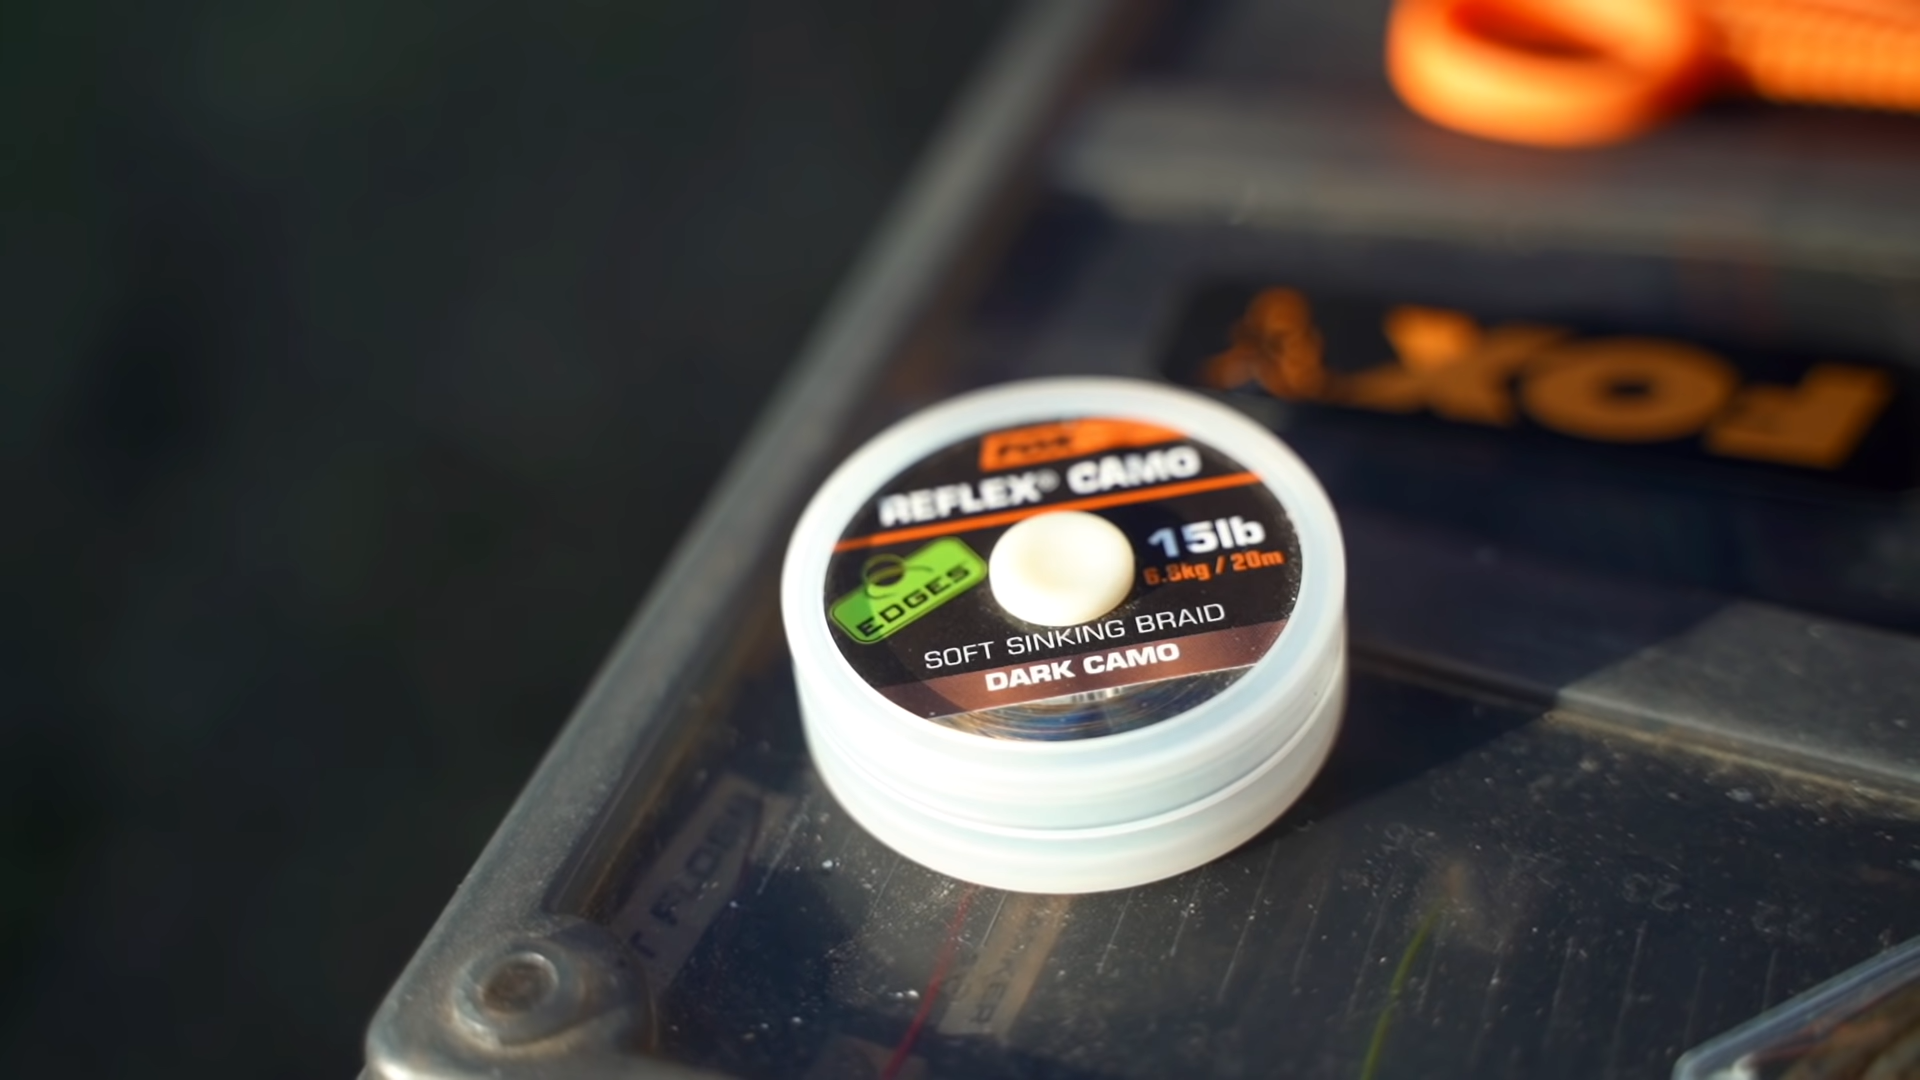 FOX
FOX
REFLEX® CAMO
15lb
6.8kg / 20m
EDGES
SOFT SINKING BRAID
DARK CAMO